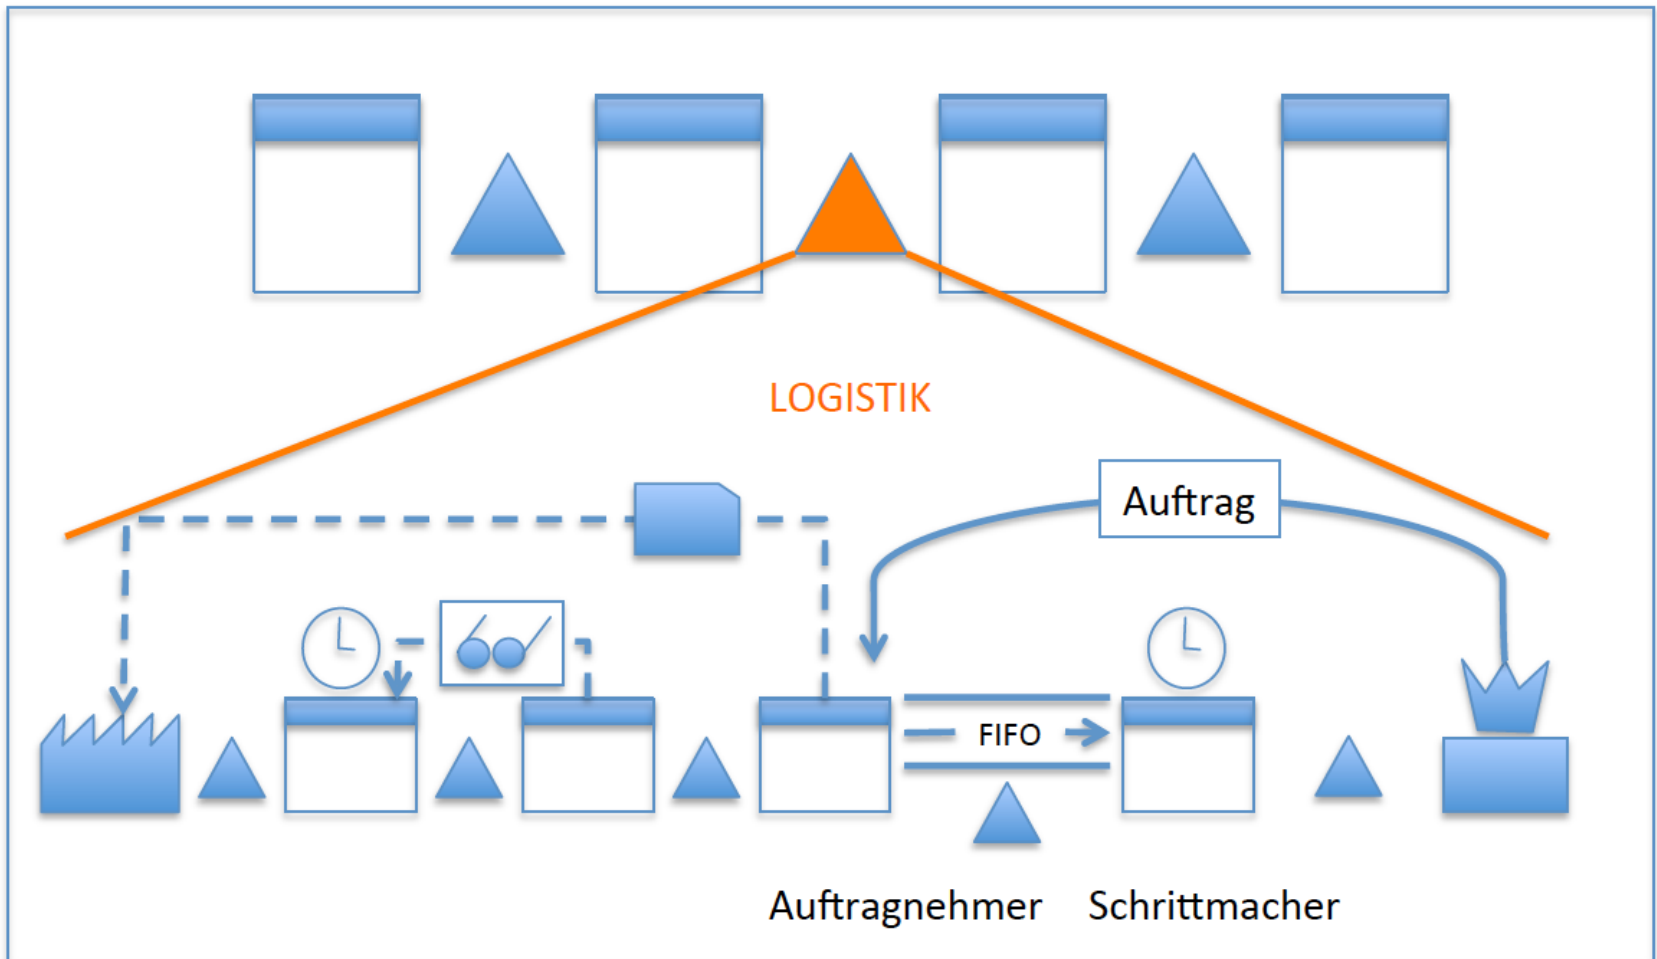 LOGISTIK
Auftrag
FIFO
Auftragnehmer
Schrittmacher